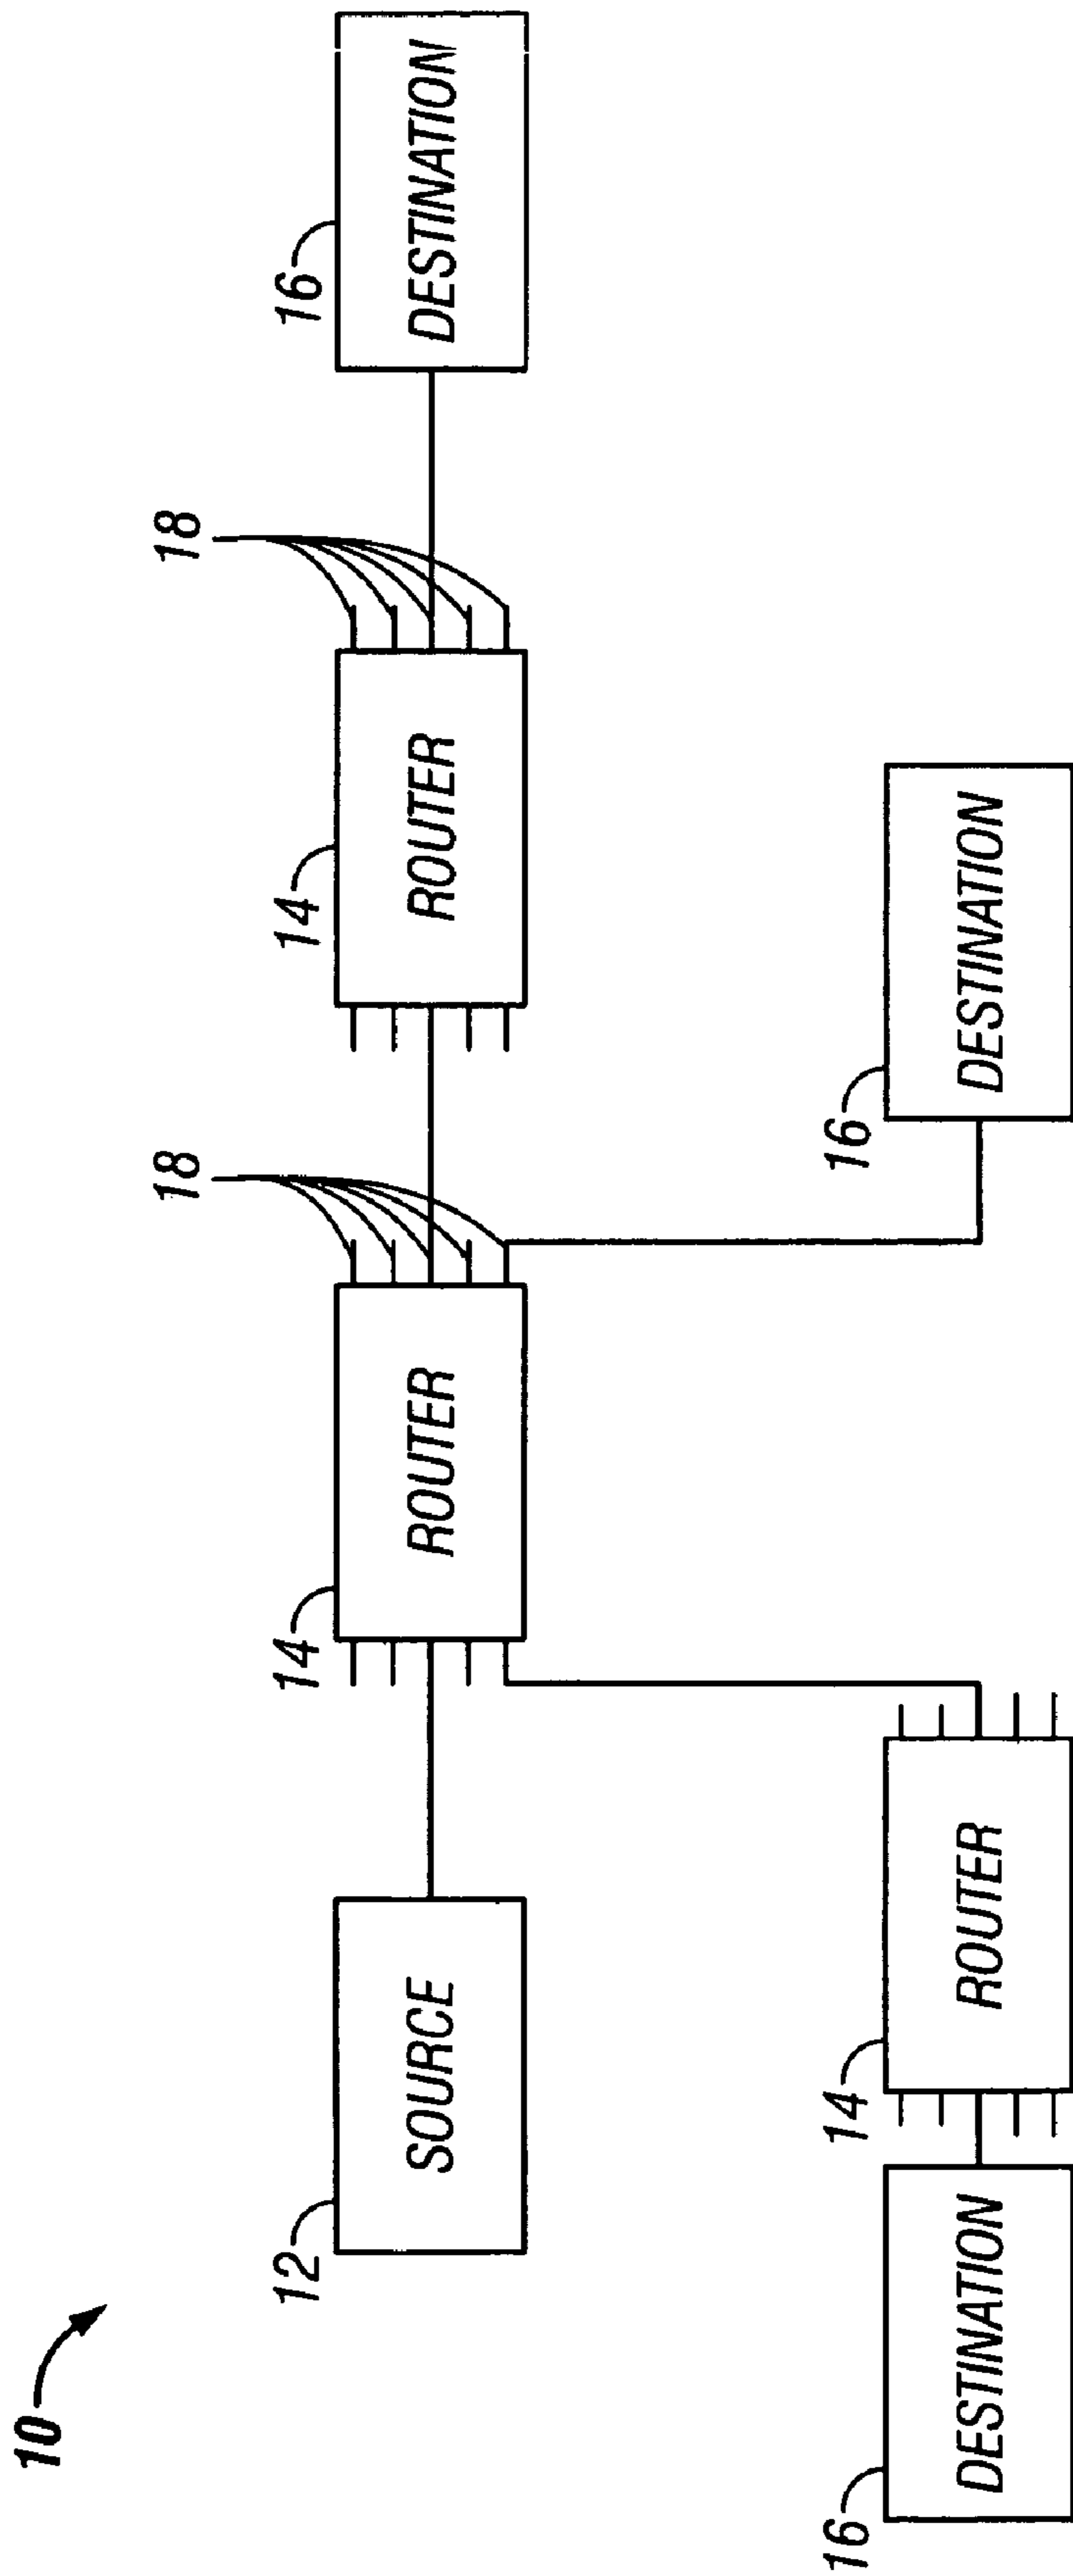 10
18
18
12
SOURCE
14
ROUTER
14
ROUTER
16
DESTINATION
16
DESTINATION
14
ROUTER
16
DESTINATION